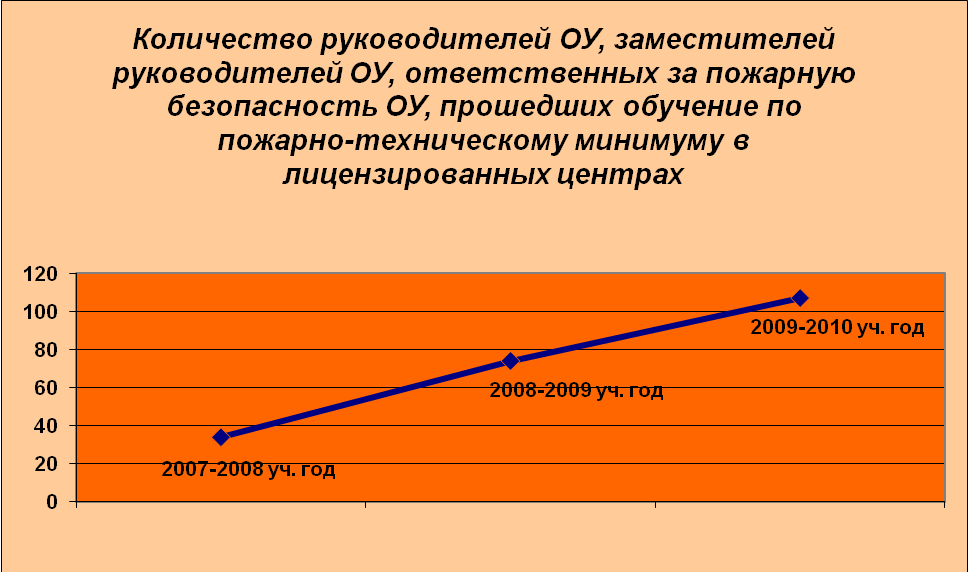 Количество руководителей ОУ, заместителей
руководителей ОУ, ответственных за пожарную
безопасность ОУ, прошедших обучение по
пожарно-техническому минимуму в
лицензированных центрах
120
100
80
60
40
20
0
2009-2010 уч. год
2008-2009 уч. год
2007-2008 уч. год